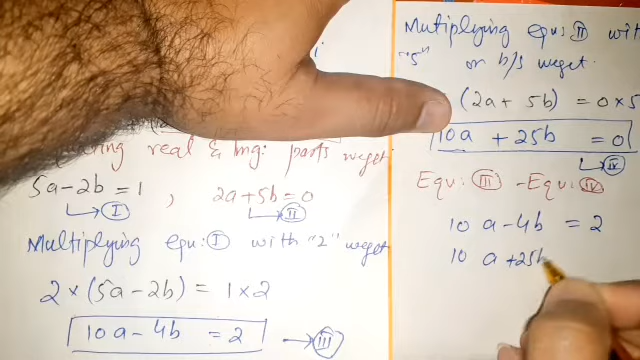 real & Img: parts weget
5a-2b=1 , 2a+5b=0
I II
Multiplying equ: I with "2" weget
2×(5a-2b) = 1×2
10a-4b = 2
III
Multiplying equ: II with
"5" or b/s weget.
(2a+5b) = 0×5
10a +25b = 0
IV
Equ: III - Equ: IV
10 a-4b = 2
10 a +25b